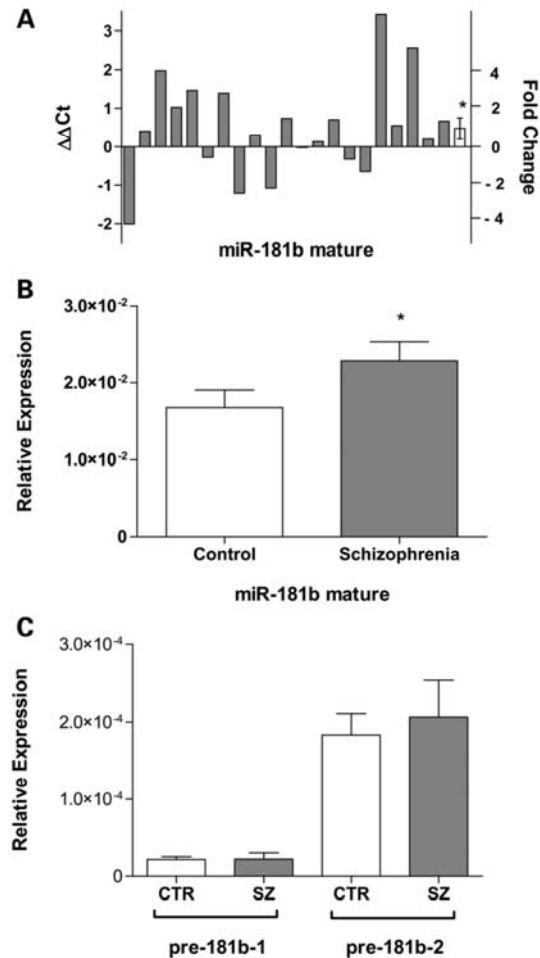 A
3
2
1
0
-1
-2
ΔΔCt
4
2
0
- 2
- 4
Fold Change
*
miR-181b mature
B
3.0×10-2
2.0×10-2
1.0×10-2
0
Relative Expression
*
Control Schizophrenia
miR-181b mature
C
3.0×10-4
2.0×10-4
1.0×10-4
0
Relative Expression
CTR SZ CTR SZ
pre-181b-1 pre-181b-2